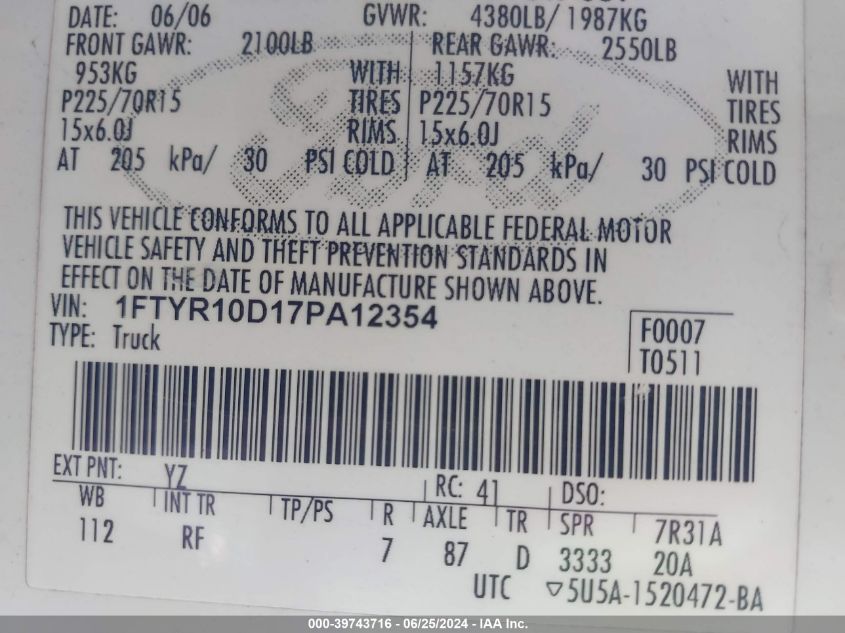 DATE: 06/06 GVWR: 4380LB/ 1987KG
FRONT GAWR: 2100LB REAR GAWR: 2550LB
953KG WITH 1157KG WITH
P225/70R15 TIRES P225/70R15 TIRES
15x6.0J RIMS 15x6.0J RIMS
AT 205 kPa/ 30 PSI COLD AT 205 kPa/ 30 PSI COLD
Ford
THIS VEHICLE CONFORMS TO ALL APPLICABLE FEDERAL MOTOR
VEHICLE SAFETY AND THEFT PREVENTION STANDARDS IN
EFFECT ON THE DATE OF MANUFACTURE SHOWN ABOVE.
VIN: 1FTYR10D17PA12354
TYPE: Truck
F0007
T0511
EXT PNT: YZ RC: 41 DSO:
WB INT TR TP/PS R AXLE TR SPR 7R31A
112 RF 7 87 D 3333 20A
UTC ▽5U5A-1520472-BA
000-39743716 - 06/25/2024 - IAA Inc.